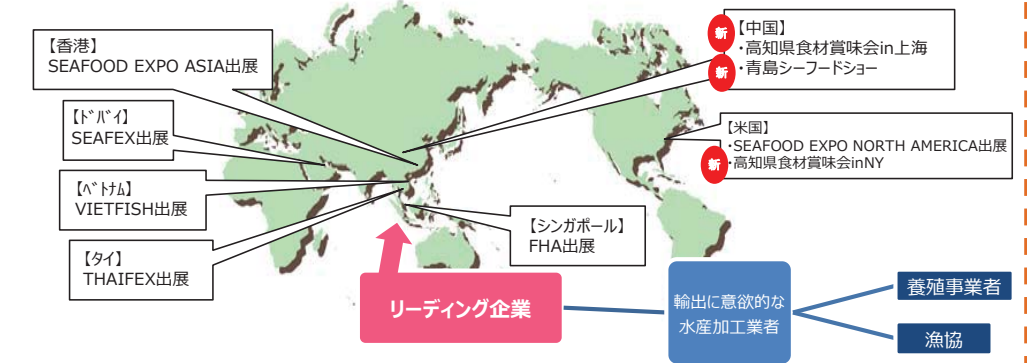 【香港】
SEAFOOD EXPO ASIA出展
【ﾄﾞﾊﾞｲ】
SEAFEX出展
【ﾍﾞﾄﾅﾑ】
VIETFISH出展
【タイ】
THAIFEX出展
【シンガポール】
FHA出展
【中国】
新 ・高知県食材賞味会in上海
新 ・青島シーフードショー
【米国】
・SEAFOOD EXPO NORTH AMERICA出展
新 ・高知県食材賞味会inNY
リーディング企業
輸出に意欲的な
水産加工業者
養殖事業者
漁協